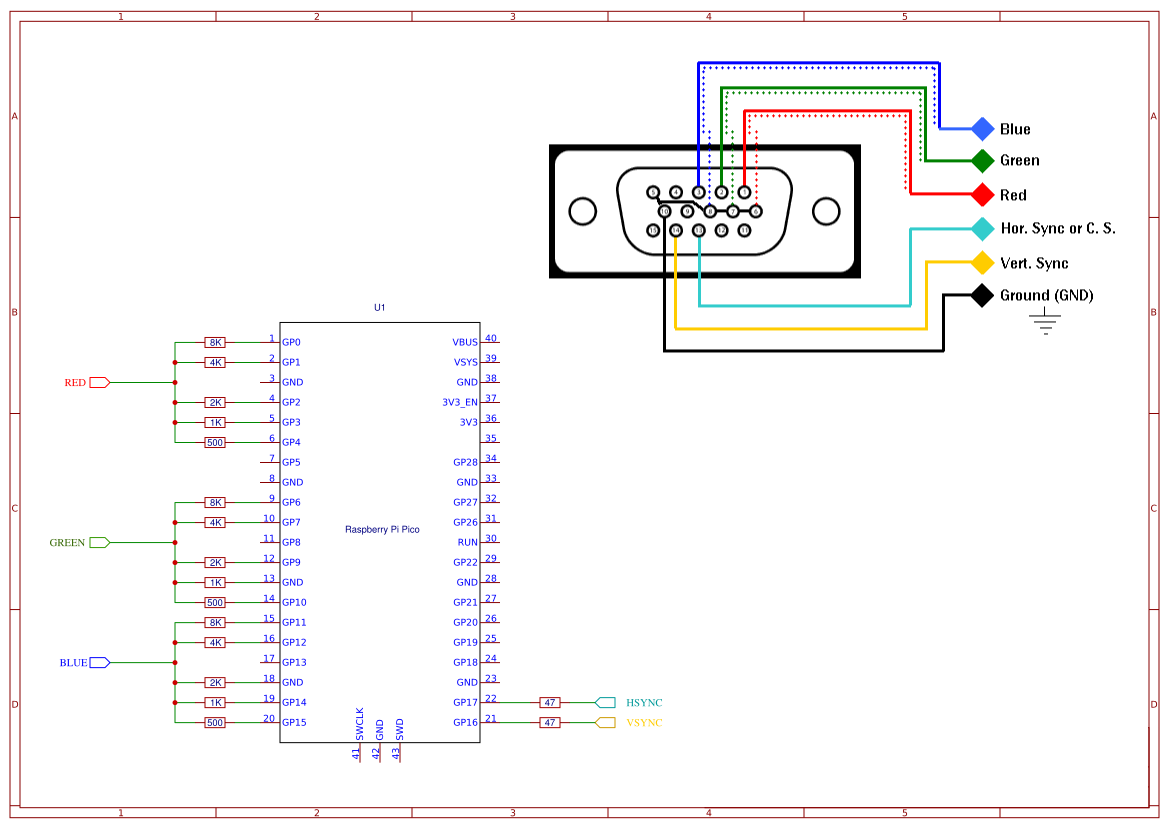 1 2 3 4 5
A A
B B
C C
D D
Blue
Green
Red
Hor. Sync or C. S.
Vert. Sync
Ground (GND)
5 4 3 2 1
10 9 8 7 6
15 14 13 12 11
U1
Raspberry Pi Pico
RED
8K 1 GP0
4K 2 GP1
3 GND
2K 4 GP2
1K 5 GP3
500 6 GP4
7 GP5
8 GND
GREEN
8K 9 GP6
4K 10 GP7
11 GP8
2K 12 GP9
1K 13 GND
500 14 GP10
BLUE
8K 15 GP11
4K 16 GP12
17 GP13
2K 18 GND
1K 19 GP14
500 20 GP15
VBUS 40
VSYS 39
GND 38
3V3_EN 37
3V3 36
35
GP28 34
GND 33
GP27 32
GP26 31
RUN 30
GP22 29
GND 28
GP21 27
GP20 26
GP19 25
GP18 24
GND 23
GP17 22 47 HSYNC
GP16 21 47 VSYNC
SWCLK GND SWD
41 42 43
1 2 3 4 5